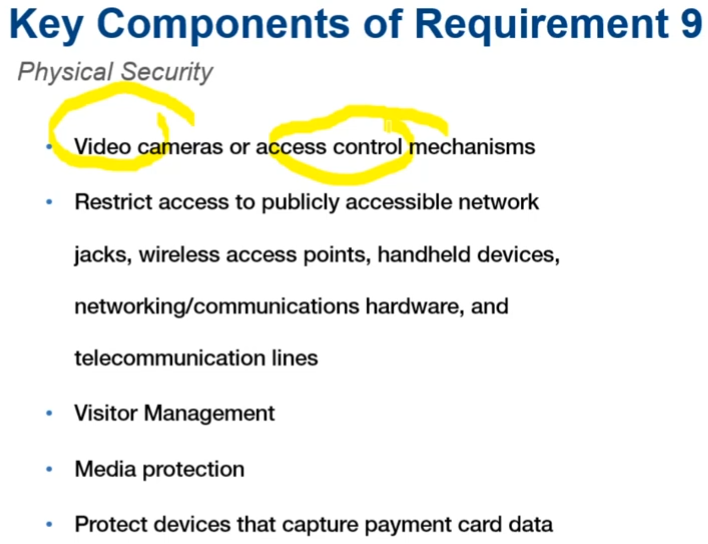 Key Components of Requirement 9
Physical Security
• Video cameras or access control mechanisms
• Restrict access to publicly accessible network
jacks, wireless access points, handheld devices,
networking/communications hardware, and
telecommunication lines
• Visitor Management
• Media protection
• Protect devices that capture payment card data